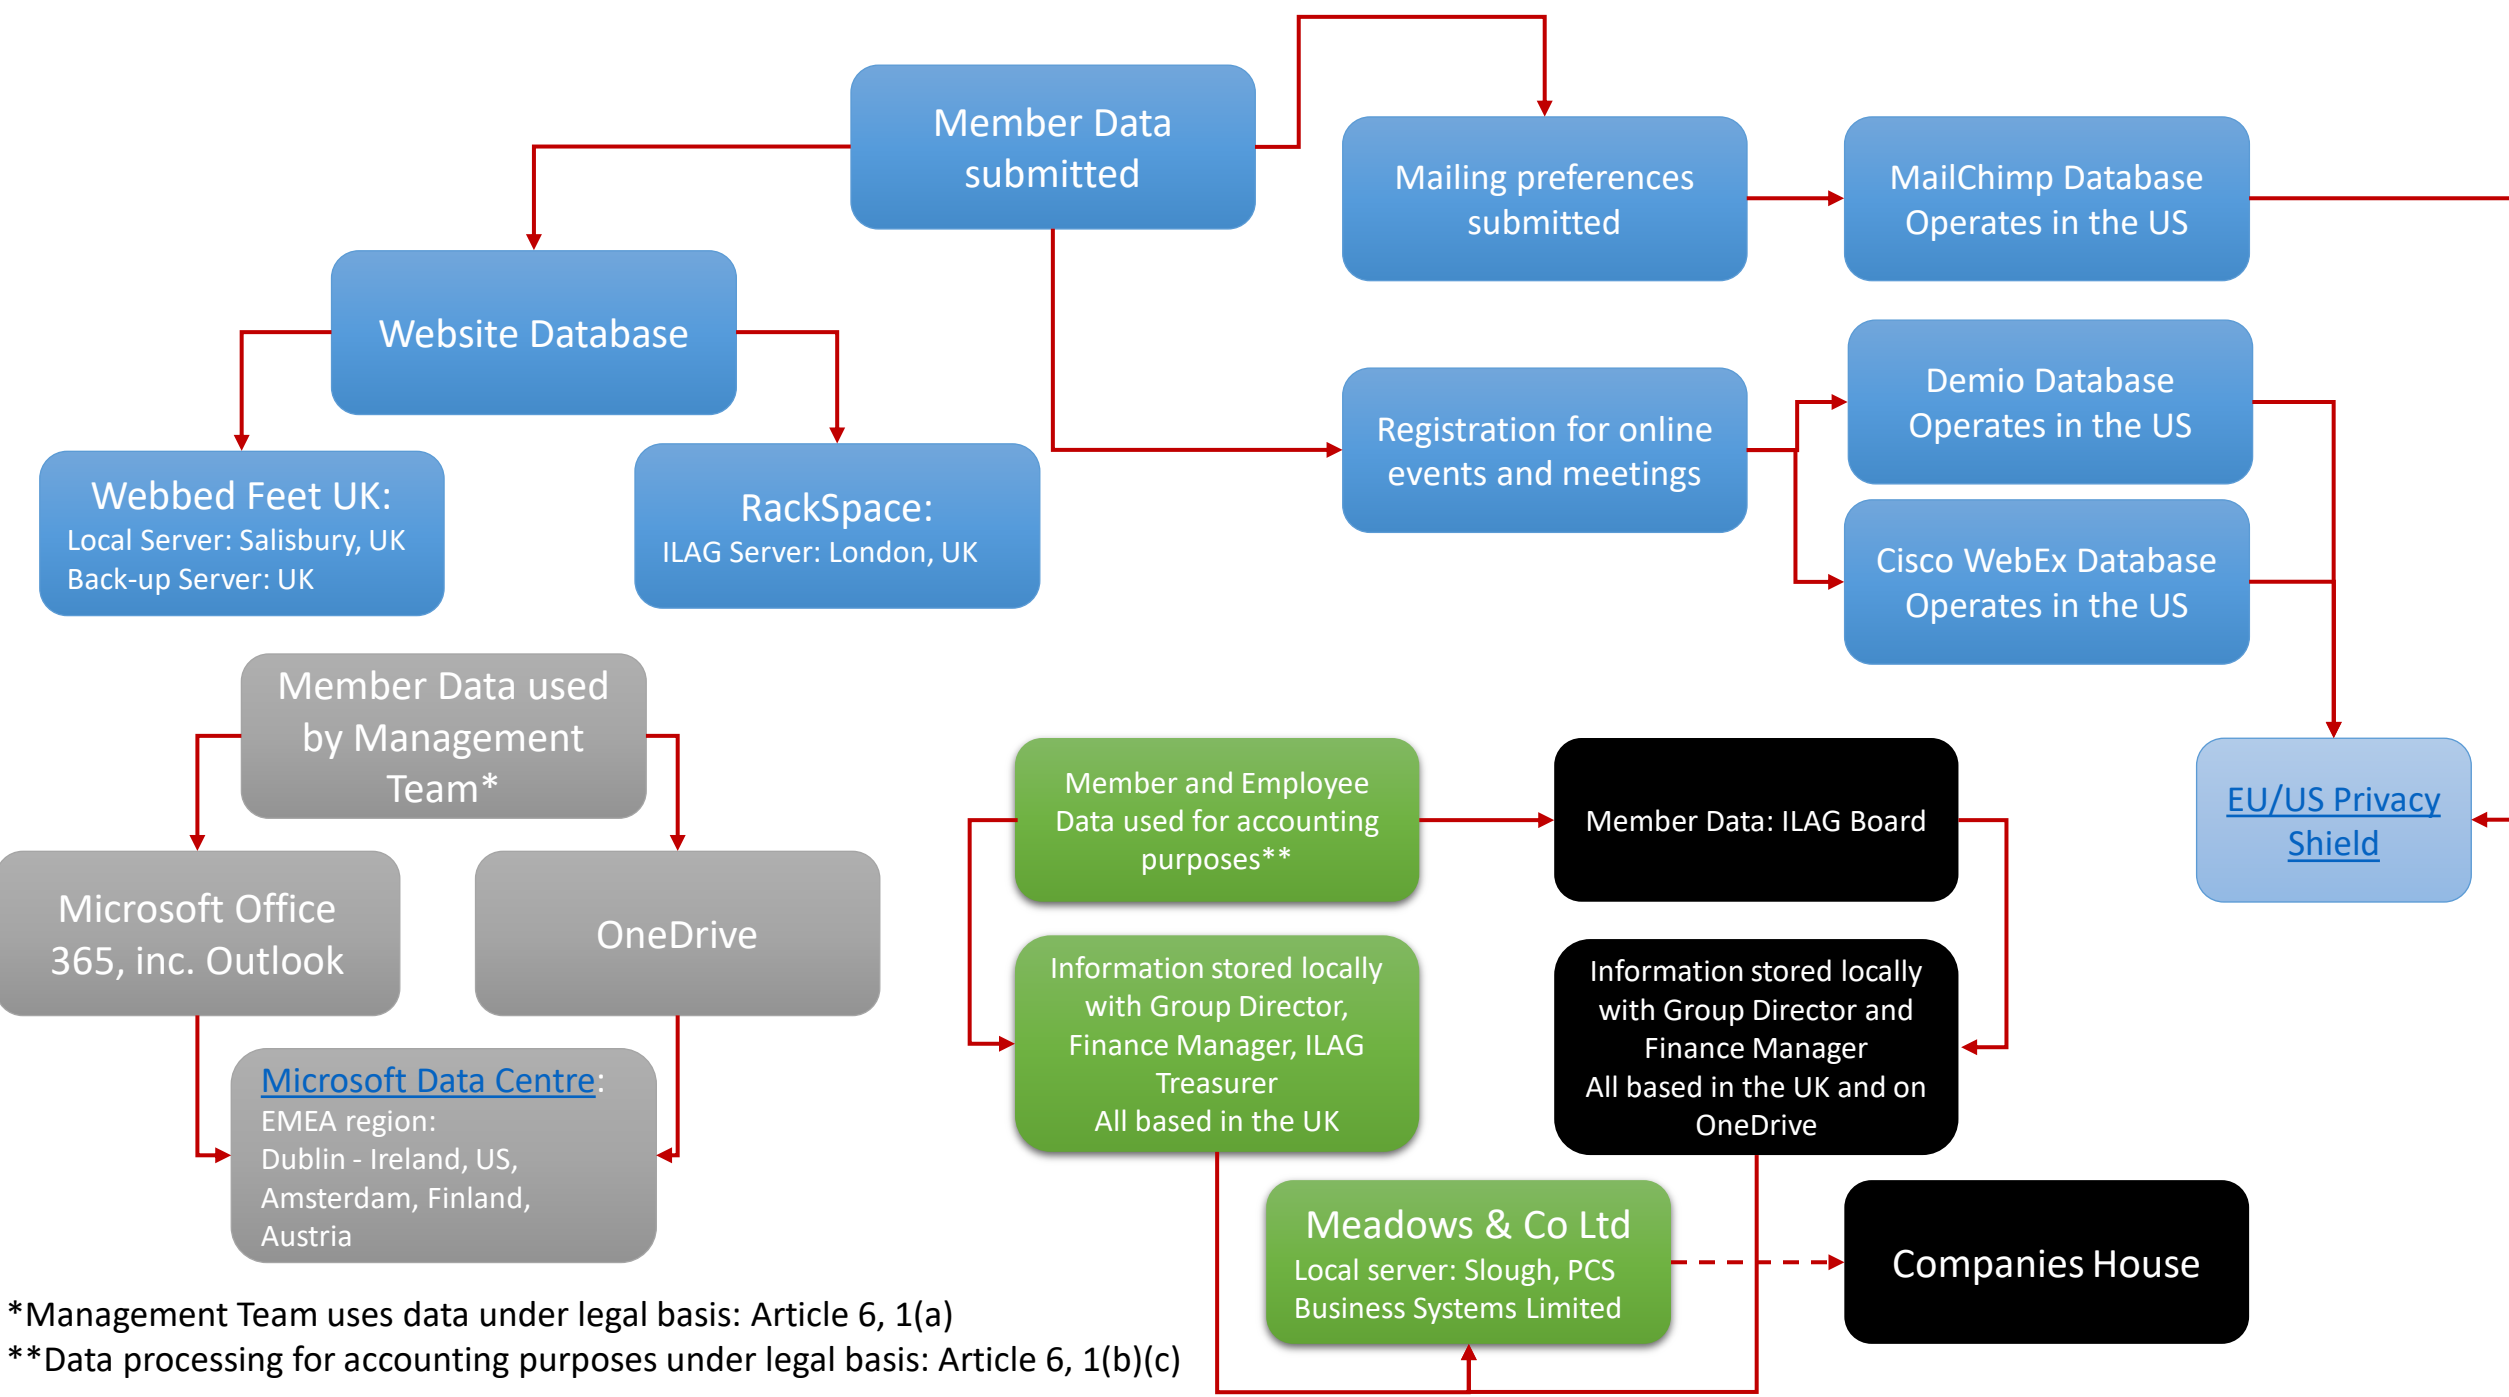 Member Data
submitted
Mailing preferences
submitted
MailChimp Database
Operates in the US
Website Database
Demio Database
Operates in the US
Registration for online
events and meetings
Webbed Feet UK:
Local Server: Salisbury, UK
Back-up Server: UK
RackSpace:
ILAG Server: London, UK
Cisco WebEx Database
Operates in the US
Member Data used
by Management
Team*
Member and Employee
Data used for accounting
purposes**
Member Data: ILAG Board
EU/US Privacy
Shield
Microsoft Office
365, inc. Outlook
OneDrive
Information stored locally
with Group Director,
Finance Manager, ILAG
Treasurer
All based in the UK
Information stored locally
with Group Director and
Finance Manager
All based in the UK and on
OneDrive
Microsoft Data Centre:
EMEA region:
Dublin - Ireland, US,
Amsterdam, Finland,
Austria
Meadows & Co Ltd
Local server: Slough, PCS
Business Systems Limited
Companies House
*Management Team uses data under legal basis: Article 6, 1(a)
**Data processing for accounting purposes under legal basis: Article 6, 1(b)(c)